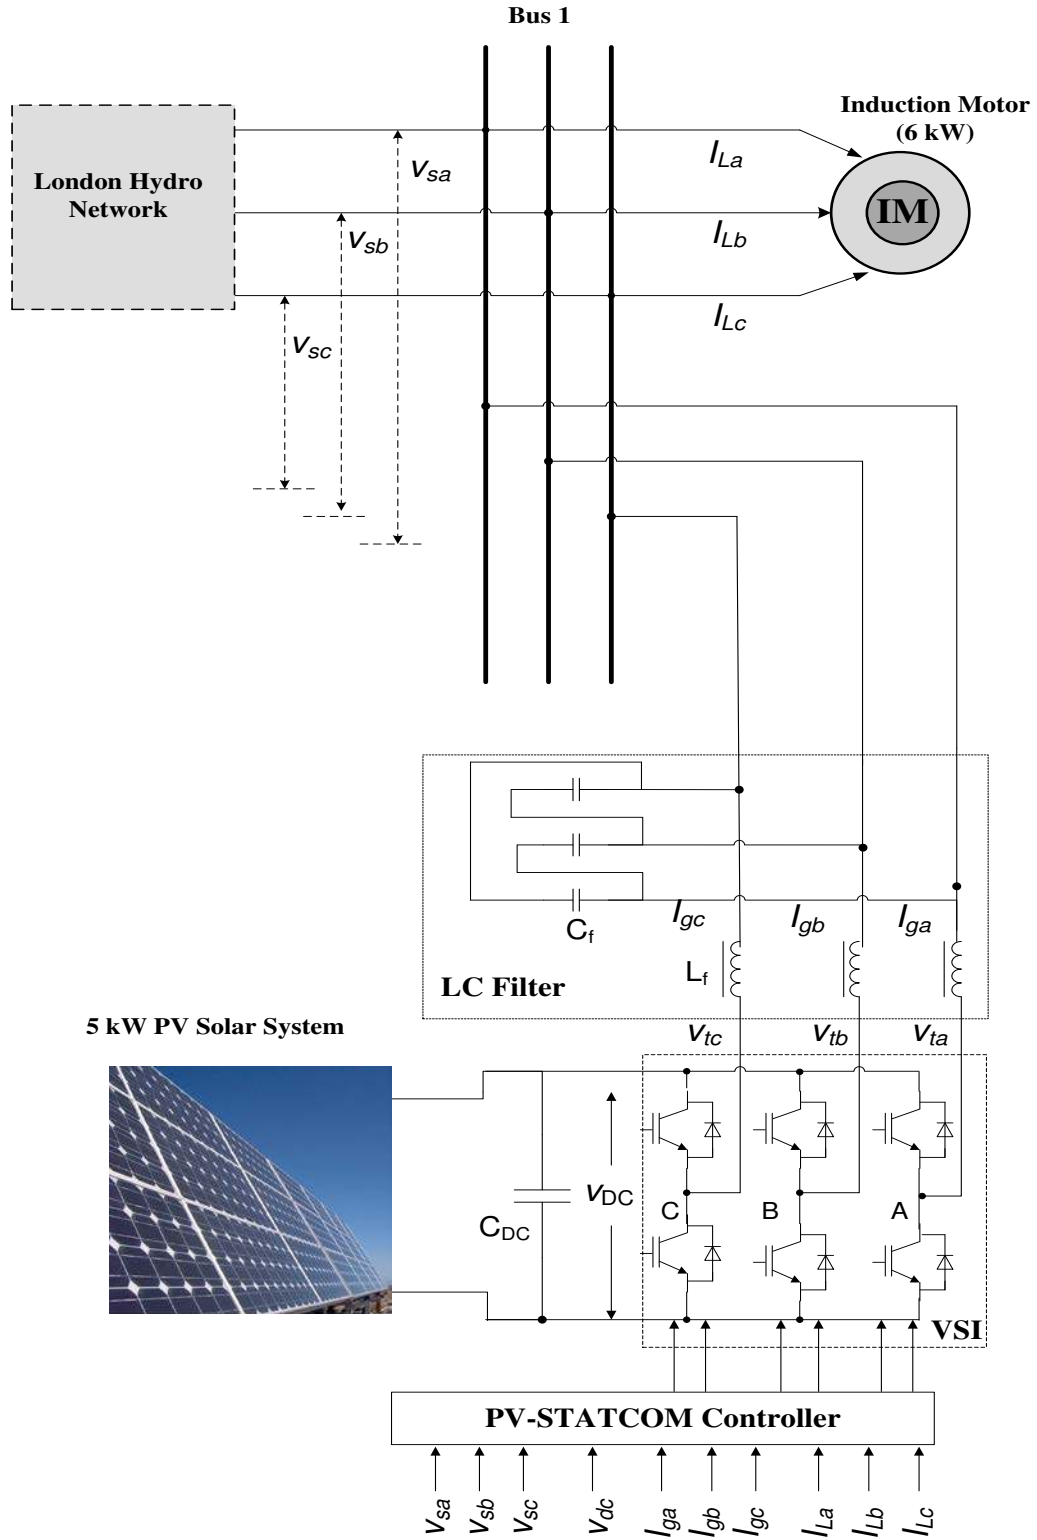 Bus 1
Induction Motor
(6 kW)
London Hydro
Network
vsa
ILa
IM
vsb
ILb
vsc
ILc
Igc
Igb
Iga
Cf
Lf
LC Filter
5 kW PV Solar System
vtc
vtb
vta
vDC
CDC
C
B
A
VSI
PV-STATCOM Controller
vsa
vsb
vsc
vdc
Iga
Igb
Igc
ILa
ILb
ILc